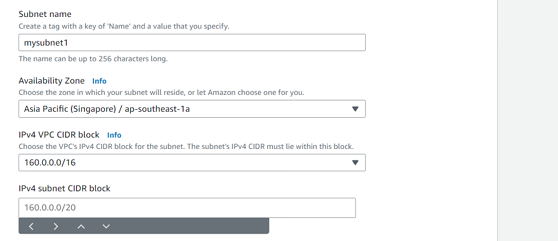 Subnet name
Create a tag with a key of 'Name' and a value that you specify.
mysubnet1
The name can be up to 256 characters long.
Availability Zone Info
Choose the zone in which your subnet will reside, or let Amazon choose one for you.
Asia Pacific (Singapore) / ap-southeast-1a
IPv4 VPC CIDR block Info
Choose the VPC's IPv4 CIDR block for the subnet. The subnet's IPv4 CIDR must lie within this block.
160.0.0.0/16
IPv4 subnet CIDR block
160.0.0.0/20